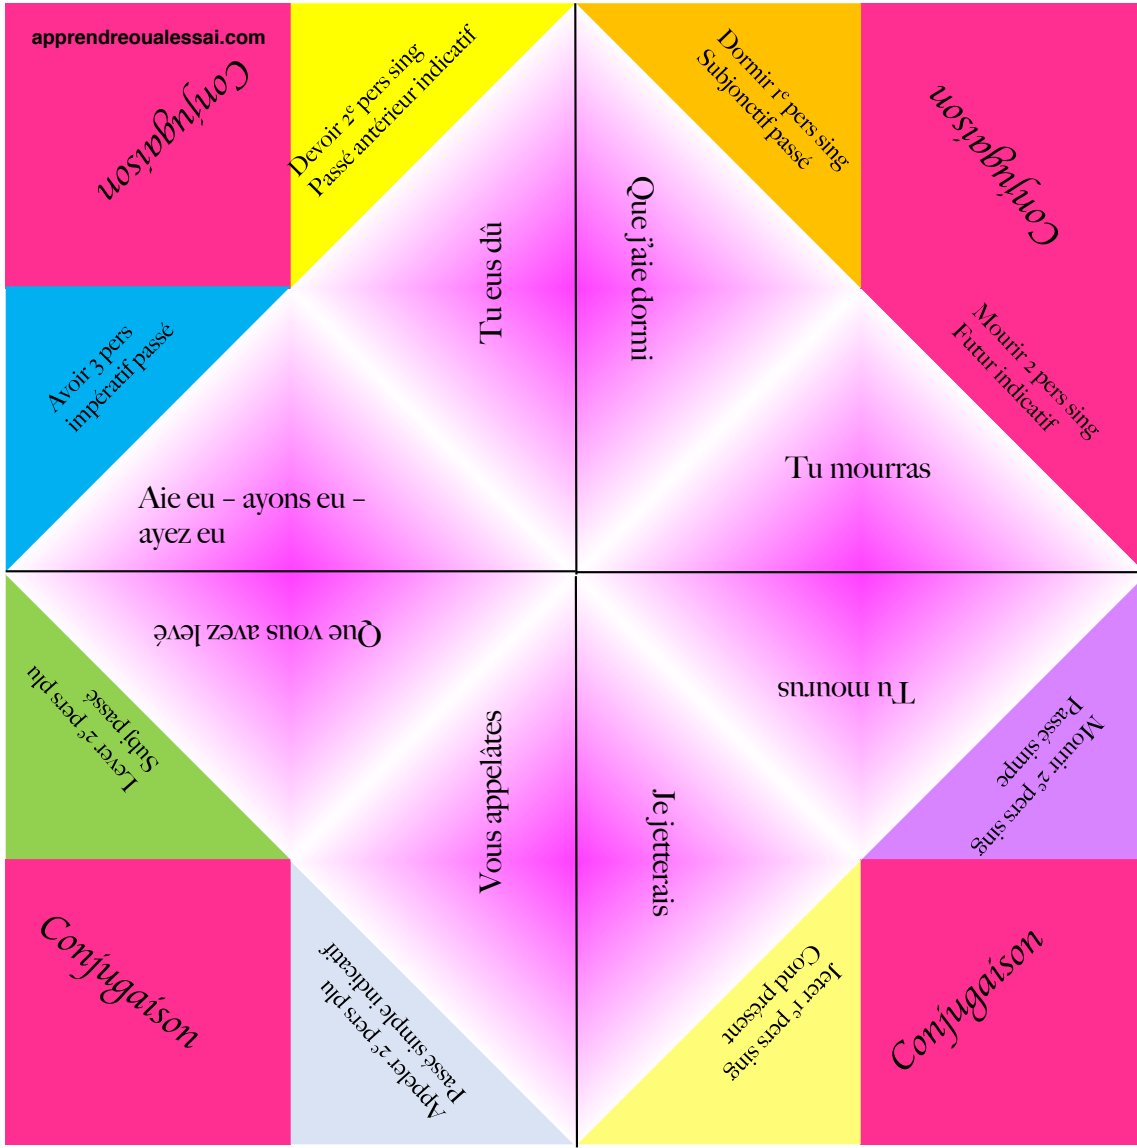 apprendreoualessai.com
Conjugaison
Devoir 2e pers sing
Passé antérieur indicatif
Dormir 1e pers sing
Subjonctif passé
Conjugaison
Tu eus dû
Que j'aie dormi
Avoir 3 pers
impératif passé
Mourir 2 pers sing
Futur indicatif
Aie eu – ayons eu –
ayez eu
Tu mourras
Que vous avez levé
Tu mourus
Lever 2e pers plu
Subj passé
Mourir 2e pers sing
Passé simpe
Vous appelâtes
Je jetterais
Conjugaison
Appeler 2e pers plu
Passé simple indicatif
Jeter 1e pers sing
Cond présent
Conjugaison